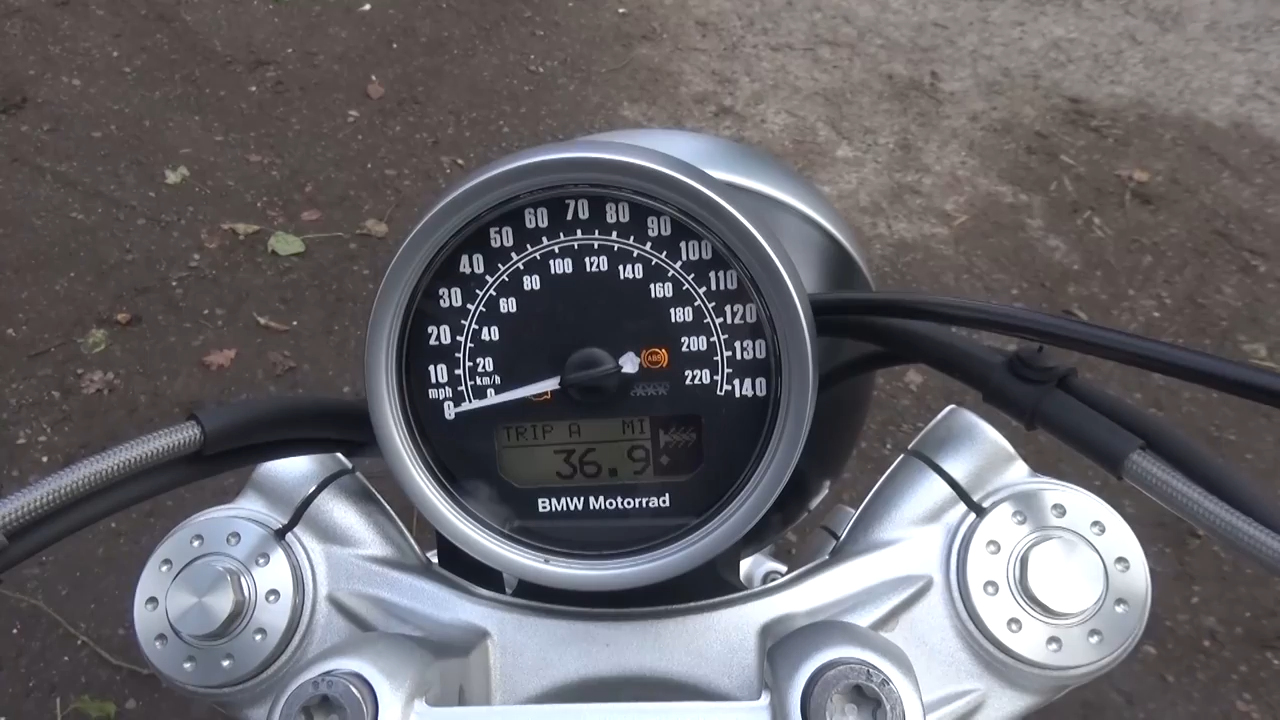 60 70 80
50 90
40 100
100 120 140
80 160
30 110
60 180
20 40 120
200 130
ABS
10 20
mph km/h 220 140
0 0
TRIP A MI
36.9
BMW Motorrad